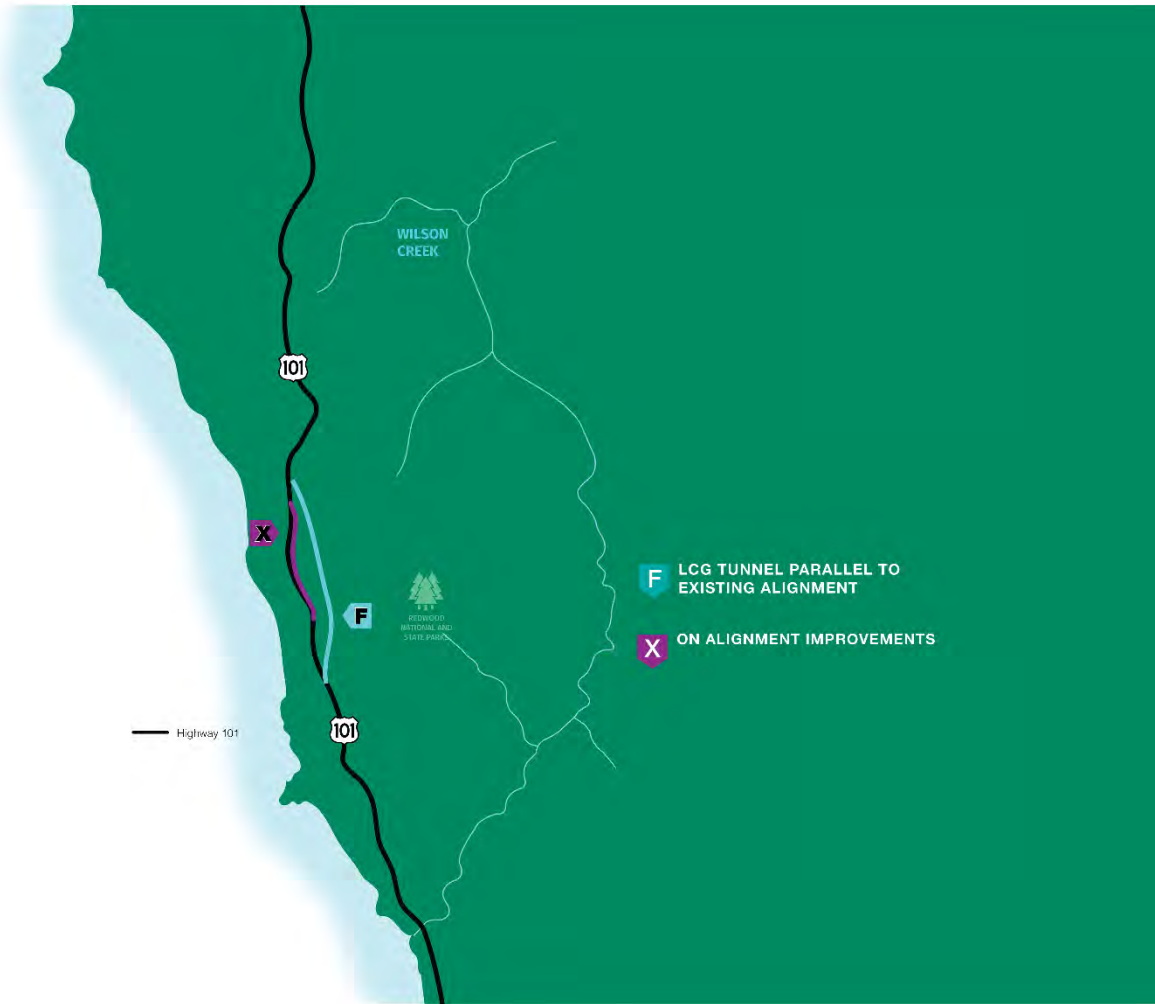 WILSON
CREEK
101
X
F
LCG TUNNEL PARALLEL TO
EXISTING ALIGNMENT
F
REDWOOD
NATIONAL AND
STATE PARKS
X
ON ALIGNMENT IMPROVEMENTS
101
Highway 101